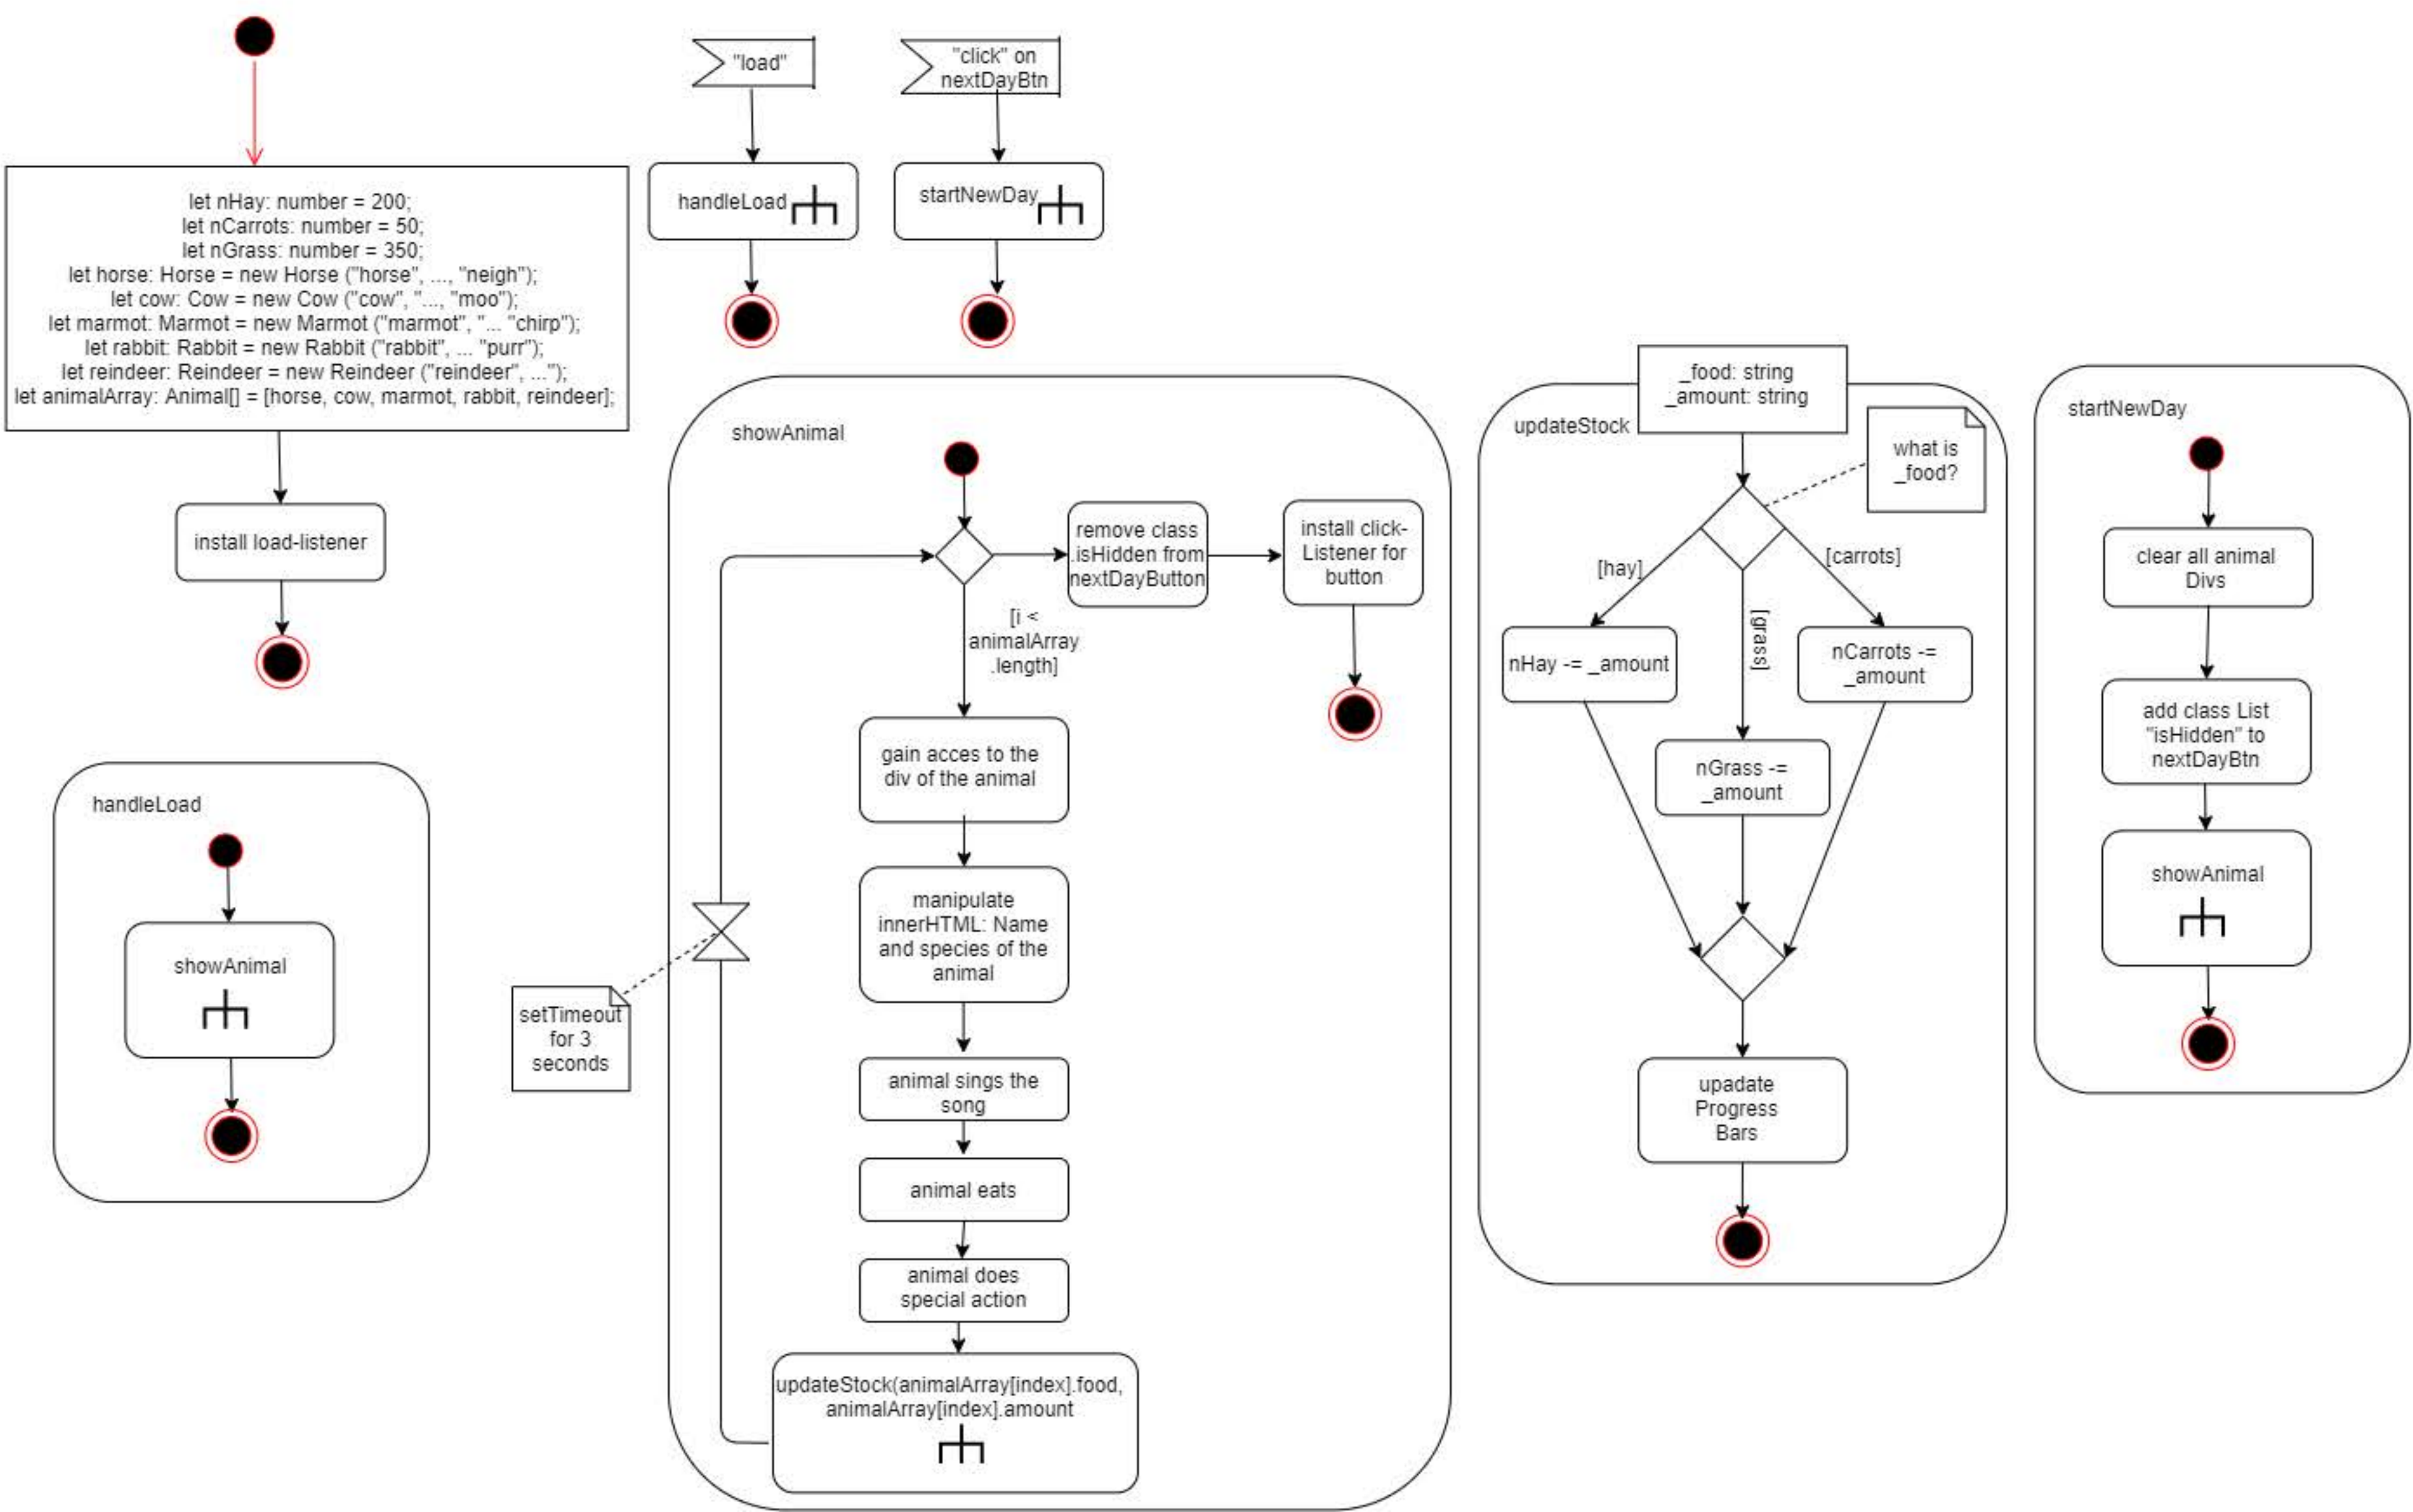 "load"
"click" on
nextDayBtn
let nHay: number = 200;
let nCarrots: number = 50;
let nGrass: number = 350;
let horse: Horse = new Horse ("horse", ..., "neigh");
let cow: Cow = new Cow ("cow", "..., "moo");
let marmot: Marmot = new Marmot ("marmot", "... "chirp");
let rabbit: Rabbit = new Rabbit ("rabbit", ... "purr");
let reindeer: Reindeer = new Reindeer ("reindeer", ...");
let animalArray: Animal[] = [horse, cow, marmot, rabbit, reindeer];
handleLoad
startNewDay
install load-listener
handleLoad
showAnimal
showAnimal
remove class
.isHidden from
nextDayButton
install click-
Listener for
button
[i <
animalArray
.length]
gain acces to the
div of the animal
manipulate
innerHTML: Name
and species of the
animal
setTimeout
for 3
seconds
animal sings the
song
animal eats
animal does
special action
updateStock(animalArray[index].food,
animalArray[index].amount
_food: string
_amount: string
updateStock
what is
_food?
[hay]
[grass]
[carrots]
nHay -= _amount
nCarrots -=
_amount
nGrass -=
_amount
upadate
Progress
Bars
startNewDay
clear all animal
Divs
add class List
"isHidden" to
nextDayBtn
showAnimal